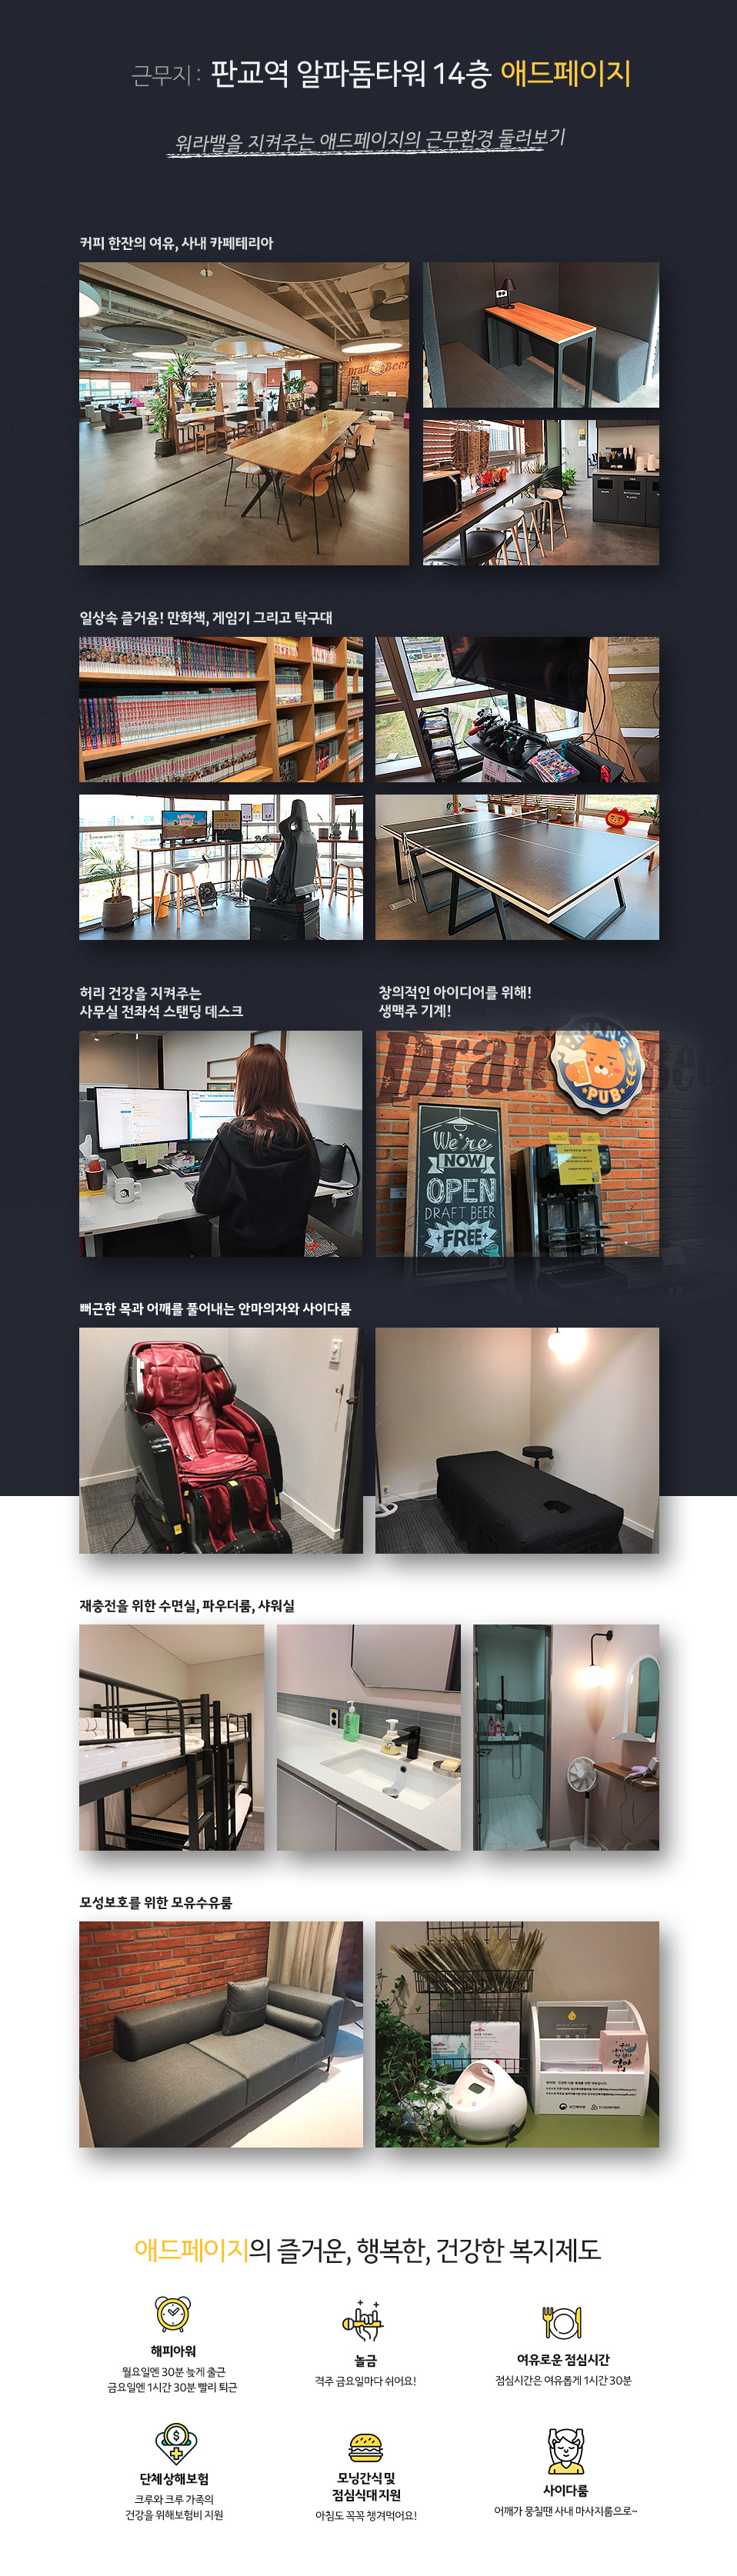 근무지 : 판교역 알파돔타워 14층 애드페이지
워라밸을 지켜주는 애드페이지의 근무환경 둘러보기
커피 한잔의 여유, 사내 카페테리아
Draft Beer
일상속 즐거움! 만화책, 게임기 그리고 탁구대
허리 건강을 지켜주는
사무실 전좌석 스탠딩 데스크
창의적인 아이디어를 위해!
생맥주 기계!
BRIAN'S
PUB
We're
NOW
OPEN
DRAFT BEER
FREE
뻐근한 목과 어깨를 풀어내는 안마의자와 사이다룸
재충전을 위한 수면실, 파우더룸, 샤워실
모성보호를 위한 모유수유룸
엄마
애드페이지의 즐거운, 행복한, 건강한 복지제도
해피아워
월요일엔 30분 늦게 출근
금요일엔 1시간 30분 빨리 퇴근
놀금
격주 금요일마다 쉬어요!
여유로운 점심시간
점심시간은 여유롭게 1시간 30분
단체상해보험
크루와 크루 가족의
건강을 위해보험비 지원
모닝간식 및
점심식대 지원
아침도 꼭꼭 챙겨먹어요!
사이다룸
어깨가 뭉칠땐 사내 마사지룸으로~